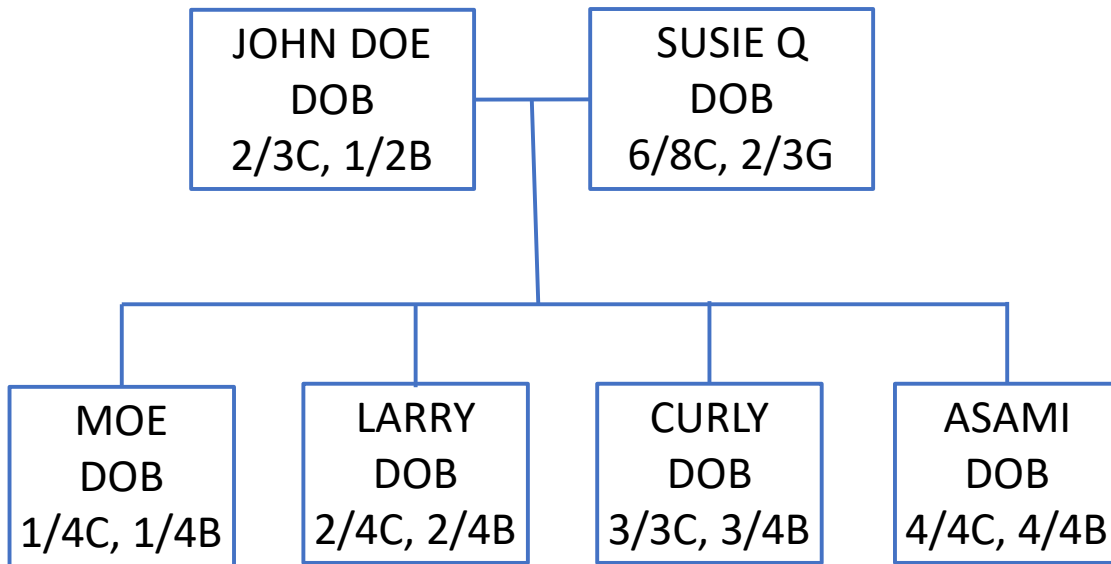 JOHN DOE
DOB
2/3C, 1/2B
SUSIE Q
DOB
6/8C, 2/3G
MOE
DOB
1/4C, 1/4B
LARRY
DOB
2/4C, 2/4B
CURLY
DOB
3/3C, 3/4B
ASAMI
DOB
4/4C, 4/4B